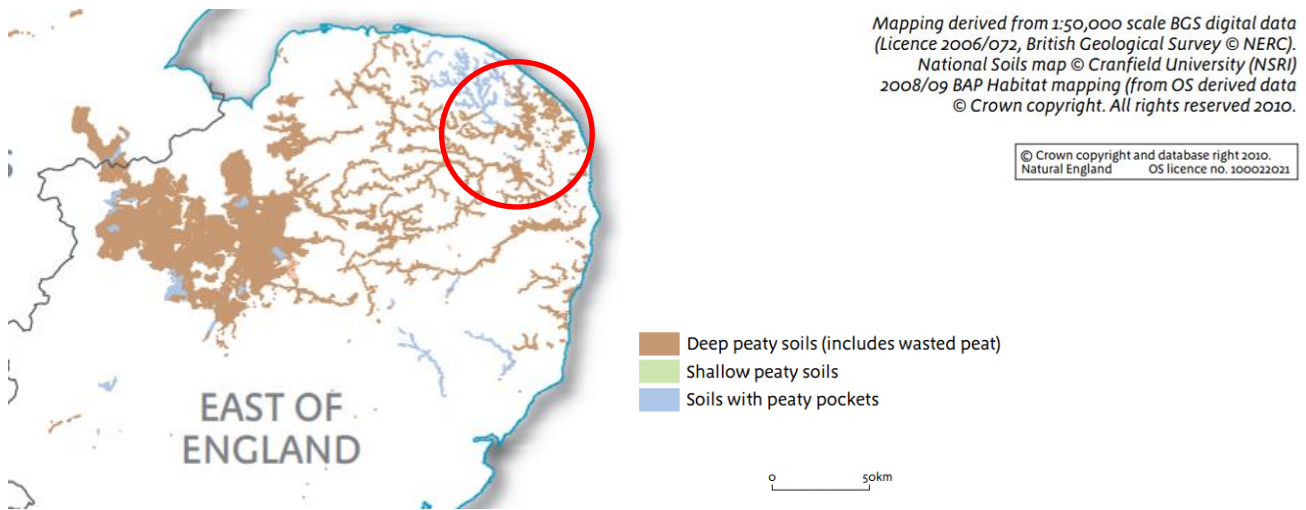 Mapping derived from 1:50,000 scale BGS digital data
(Licence 2006/072, British Geological Survey © NERC).
National Soils map © Cranfield University (NSRI)
2008/09 BAP Habitat mapping (from OS derived data
© Crown copyright. All rights reserved 2010.
© Crown copyright and database right 2010.
Natural England OS licence no. 100022021
Deep peaty soils (includes wasted peat)
Shallow peaty soils
Soils with peaty pockets
EAST OF
ENGLAND
0 50km